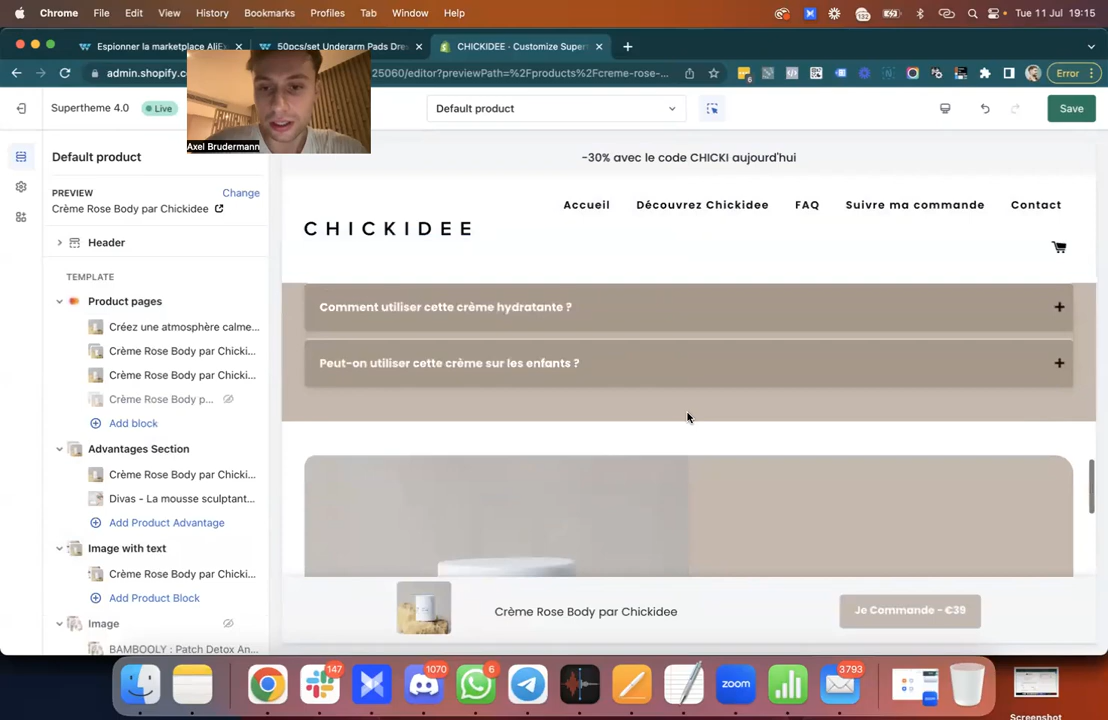 Chrome File Edit View History Bookmarks Profiles Tab Window Help Tue 11 Jul 19:15
Espionner la marketplace AliEx 50pcs/set Underarm Pads Dre CHICKIDEE · Customize Super
admin.shopify.c 25060/editor?previewPath=%2Fproducts%2Fcreme-rose-... Error
Supertheme 4.0 Live Default product Save
Axel Brudermann
Default product
-30% avec le code CHICKI aujourd'hui
PREVIEW Change
Crème Rose Body par Chickidee
Accueil Découvrez Chickidee FAQ Suivre ma commande Contact
CHICKIDEE
Header
TEMPLATE
Product pages
Créez une atmosphère calme...
Crème Rose Body par Chicki...
Crème Rose Body par Chicki...
Crème Rose Body p...
Add block
Advantages Section
Crème Rose Body par Chicki...
Divas - La mousse sculptant...
Add Product Advantage
Image with text
Crème Rose Body par Chicki...
Add Product Block
Image
BAMBOOLY : Patch Detox An...
Comment utiliser cette crème hydratante ?
Peut-on utiliser cette crème sur les enfants ?
Crème Rose Body par Chickidee
Je Commande - €39
147
1070
6
zoom
3793
Screenshot